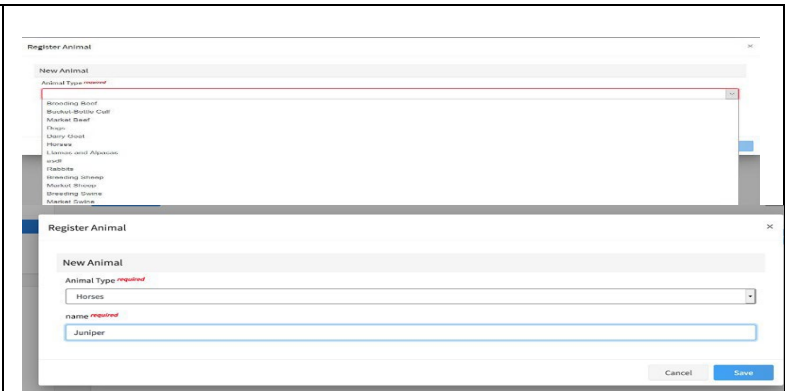 Register Animal ×
New Animal
Animal Type required
Breeding Beef
Bucket-Bottle Calf
Market Beef
Dogs
Dairy Goat
Horses
Llamas and Alpacas
Rabbits
Breeding Sheep
Market Sheep
Breeding Swine
Market Swine
Register Animal ×
New Animal
Animal Type required
Horses
name required
Juniper
Cancel Save